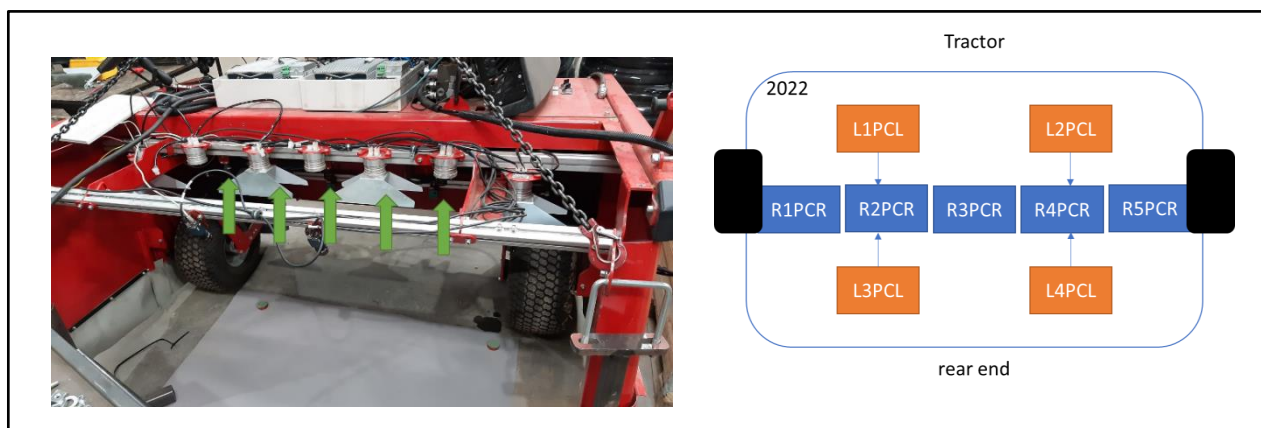 Tractor
2022
L1PCL L2PCL
R1PCR R2PCR R3PCR R4PCR R5PCR
L3PCL L4PCL
rear end